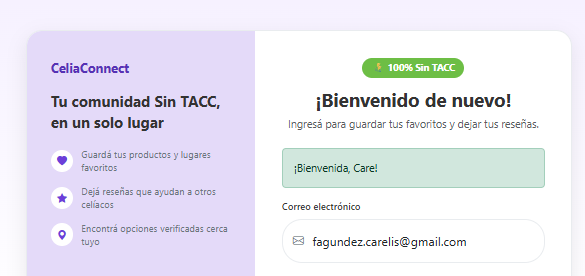 CeliaConnect
Tu comunidad Sin TACC,
en un solo lugar
Guardá tus productos y lugares
favoritos
Dejá reseñas que ayudan a otros
celíacos
Encontrá opciones verificadas cerca
tuyo
100% Sin TACC
¡Bienvenido de nuevo!
Ingresá para guardar tus favoritos y dejar tus reseñas.
¡Bienvenida, Care!
Correo electrónico
fagundez.carelis@gmail.com